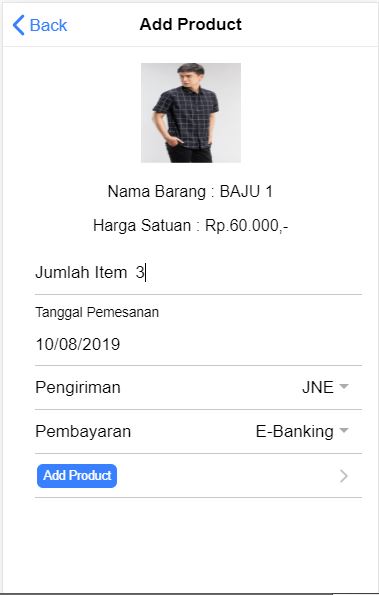 Back
Add Product
Nama Barang : BAJU 1
Harga Satuan : Rp.60.000,-
Jumlah Item 3
Tanggal Pemesanan
10/08/2019
Pengiriman JNE
Pembayaran E-Banking
Add Product